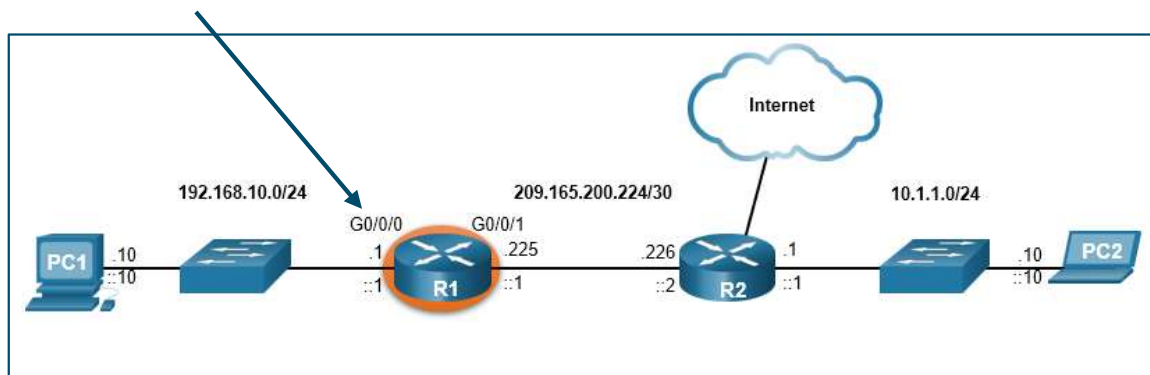 Internet
192.168.10.0/24
209.165.200.224/30
10.1.1.0/24
G0/0/0
G0/0/1
PC1
.10
::10
.1
::1
R1
.225
::1
.226
::2
R2
.1
::1
.10
::10
PC2